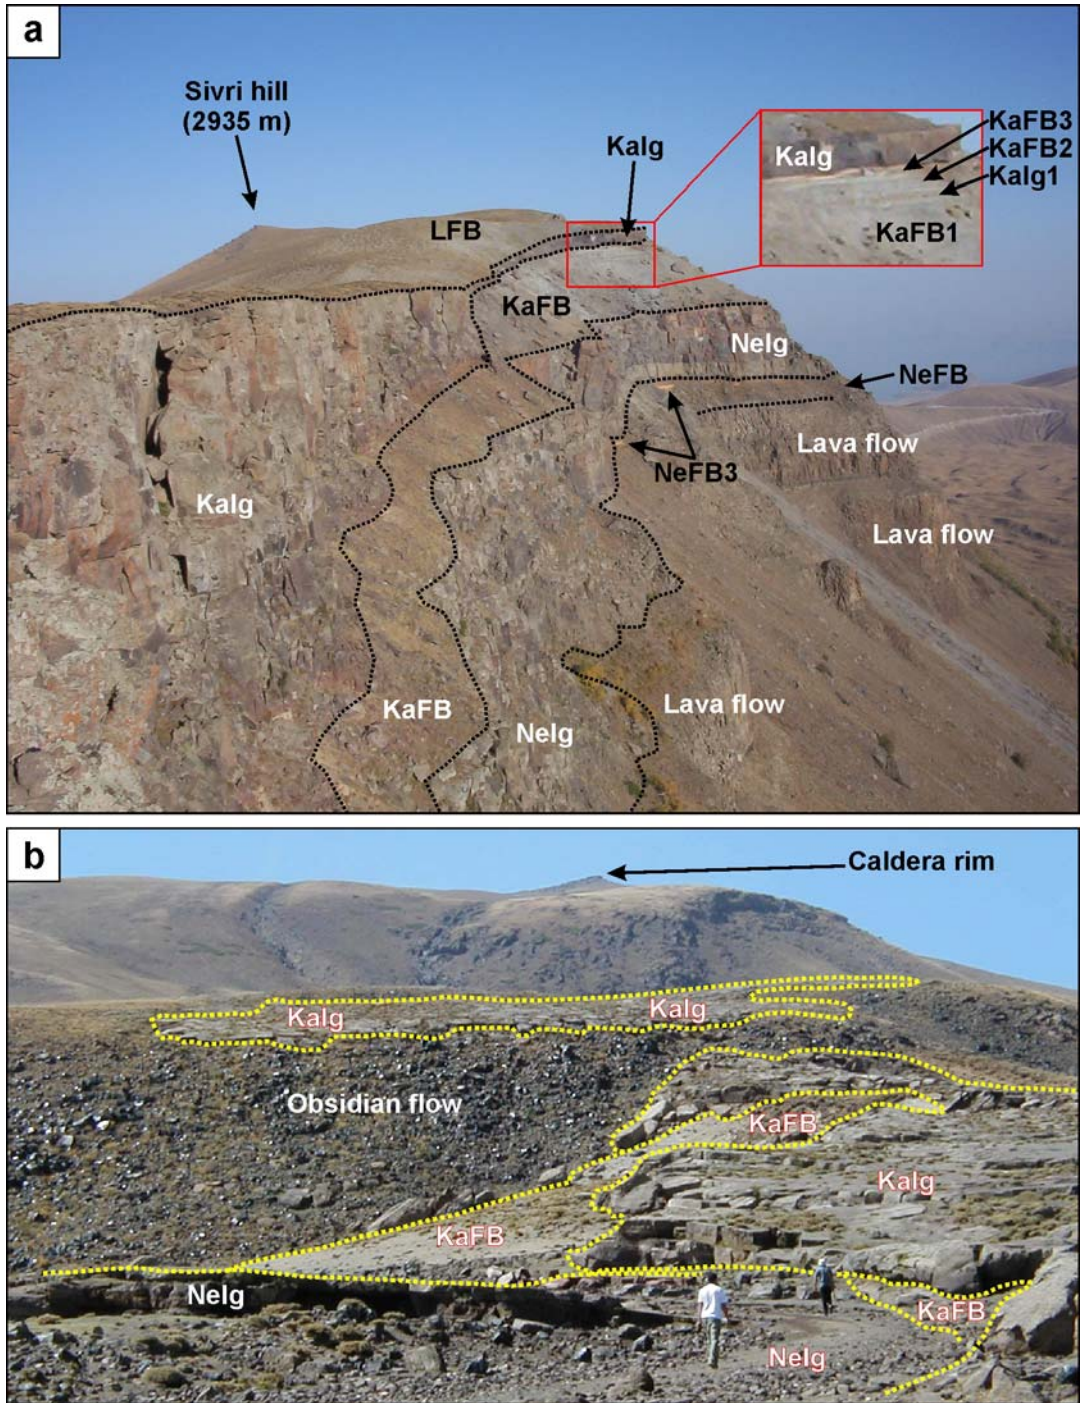 a
Sivri hill
(2935 m)
Kalg
KaFB3
KaFB2
Kalg1
Kalg
KaFB1
LFB
KaFB
Nelg
NeFB
Lava flow
NeFB3
Kalg
Lava flow
KaFB
Nelg
Lava flow
b
Caldera rim
Kalg
Kalg
Obsidian flow
KaFB
Kalg
KaFB
Nelg
KaFB
Nelg